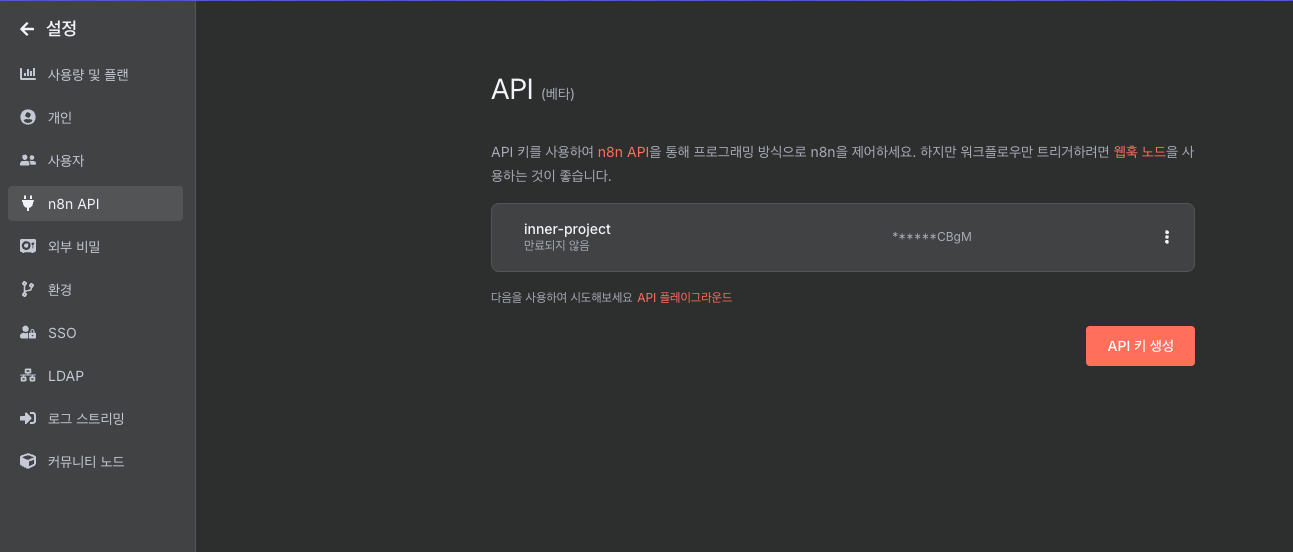 설정
사용량 및 플랜
개인
사용자
n8n API
외부 비밀
환경
SSO
LDAP
로그 스트리밍
커뮤니티 노드
API (베타)
API 키를 사용하여 n8n API을 통해 프로그래밍 방식으로 n8n을 제어하세요. 하지만 워크플로우만 트리거하려면 웹훅 노드을 사
용하는 것이 좋습니다.
inner-project
만료되지 않음
******CBgM
다음을 사용하여 시도해보세요 API 플레이그라운드
API 키 생성